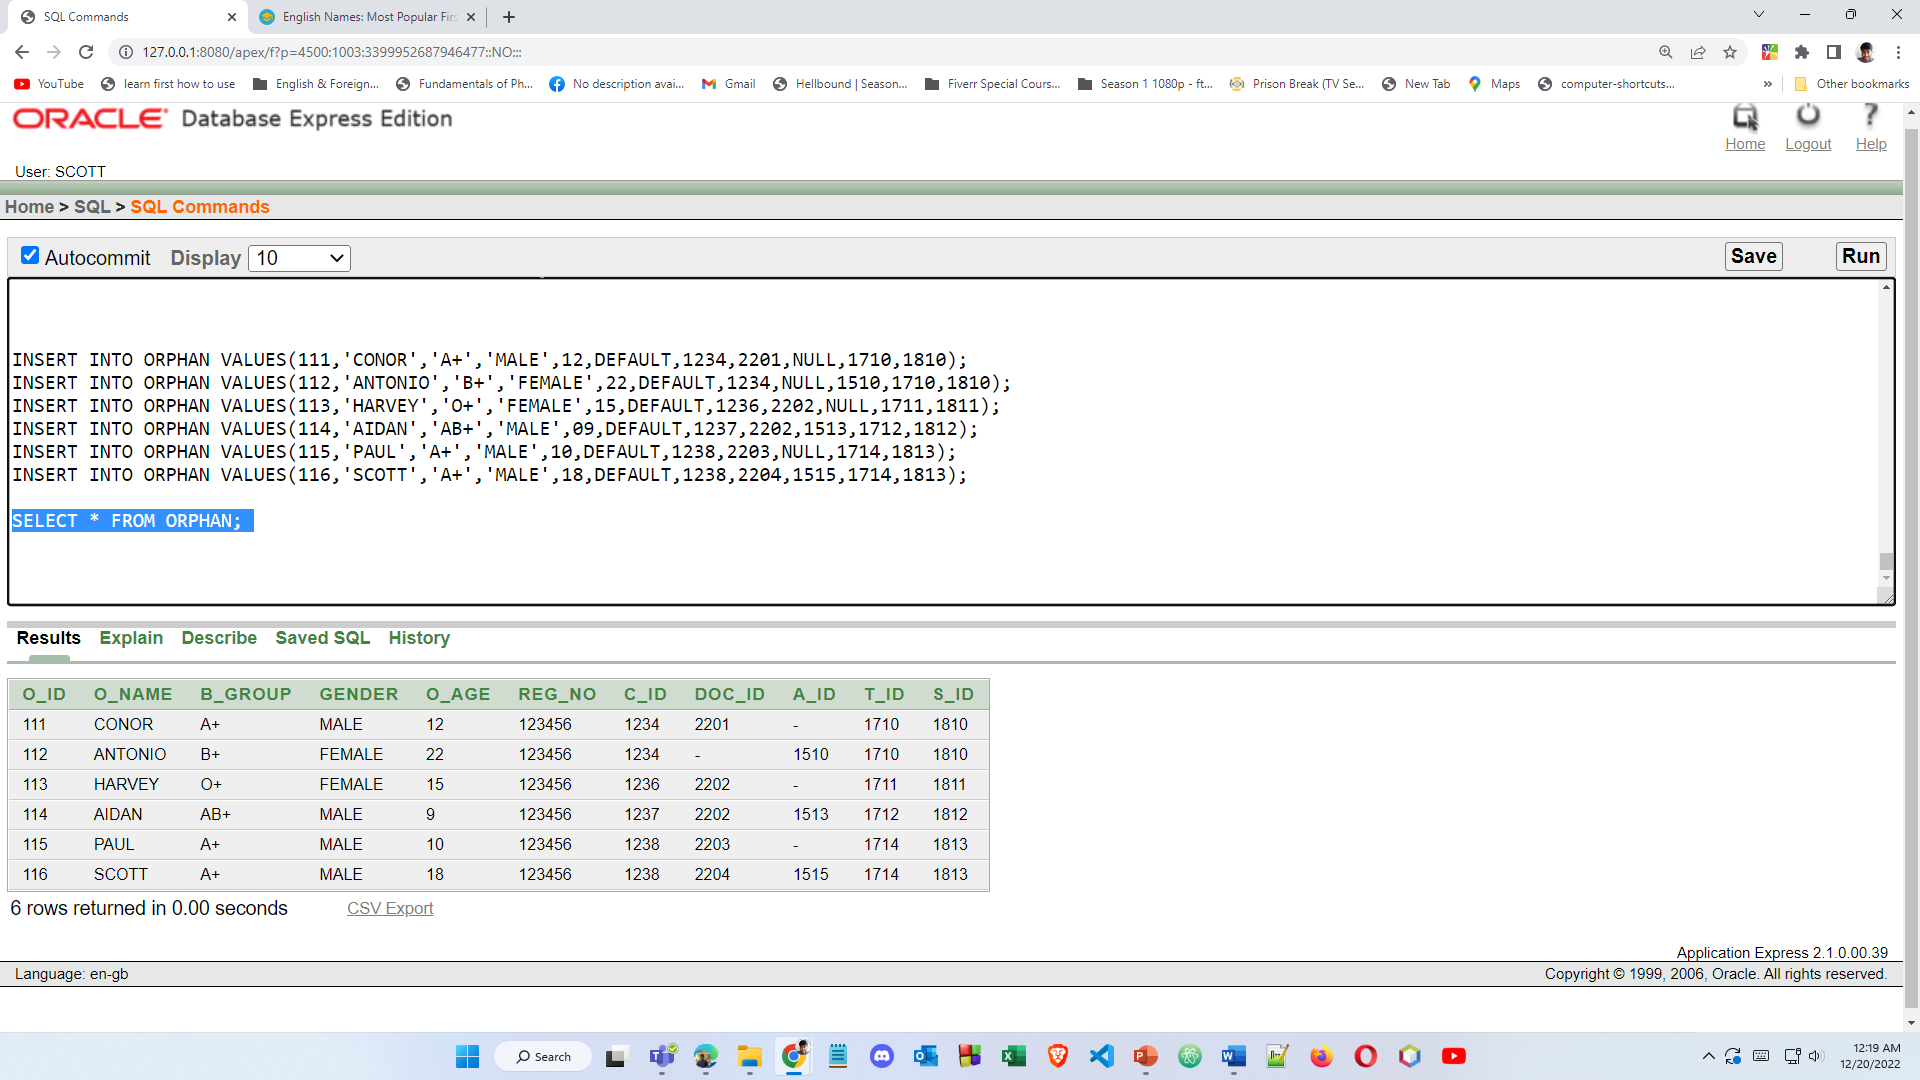 SQL Commands
English Names: Most Popular Firs
127.0.0.1:8080/apex/f?p=4500:1003:3399952687946477::NO:::
YouTube
learn first how to use
English & Foreign...
Fundamentals of Ph...
No description avai...
Gmail
Hellbound | Season...
Fiverr Special Cours...
Season 1 1080p - ft...
Prison Break (TV Se...
New Tab
Maps
computer-shortcuts...
»
Other bookmarks
ORACLE Database Express Edition
Home Logout Help
User: SCOTT
Home > SQL > SQL Commands
Autocommit Display 10 Save Run
INSERT INTO ORPHAN VALUES(111,'CONOR','A+','MALE',12,DEFAULT,1234,2201,NULL,1710,1810);
INSERT INTO ORPHAN VALUES(112,'ANTONIO','B+','FEMALE',22,DEFAULT,1234,NULL,1510,1710,1810);
INSERT INTO ORPHAN VALUES(113,'HARVEY','O+','FEMALE',15,DEFAULT,1236,2202,NULL,1711,1811);
INSERT INTO ORPHAN VALUES(114,'AIDAN','AB+','MALE',09,DEFAULT,1237,2202,1513,1712,1812);
INSERT INTO ORPHAN VALUES(115,'PAUL','A+','MALE',10,DEFAULT,1238,2203,NULL,1714,1813);
INSERT INTO ORPHAN VALUES(116,'SCOTT','A+','MALE',18,DEFAULT,1238,2204,1515,1714,1813);
SELECT * FROM ORPHAN;
Results Explain Describe Saved SQL History
O_ID O_NAME B_GROUP GENDER O_AGE REG_NO C_ID DOC_ID A_ID T_ID S_ID
111 CONOR A+ MALE 12 123456 1234 2201 - 1710 1810
112 ANTONIO B+ FEMALE 22 123456 1234 - 1510 1710 1810
113 HARVEY O+ FEMALE 15 123456 1236 2202 - 1711 1811
114 AIDAN AB+ MALE 9 123456 1237 2202 1513 1712 1812
115 PAUL A+ MALE 10 123456 1238 2203 - 1714 1813
116 SCOTT A+ MALE 18 123456 1238 2204 1515 1714 1813
6 rows returned in 0.00 seconds CSV Export
Application Express 2.1.0.00.39
Language: en-gb Copyright © 1999, 2006, Oracle. All rights reserved.
Search
12:19 AM
12/20/2022